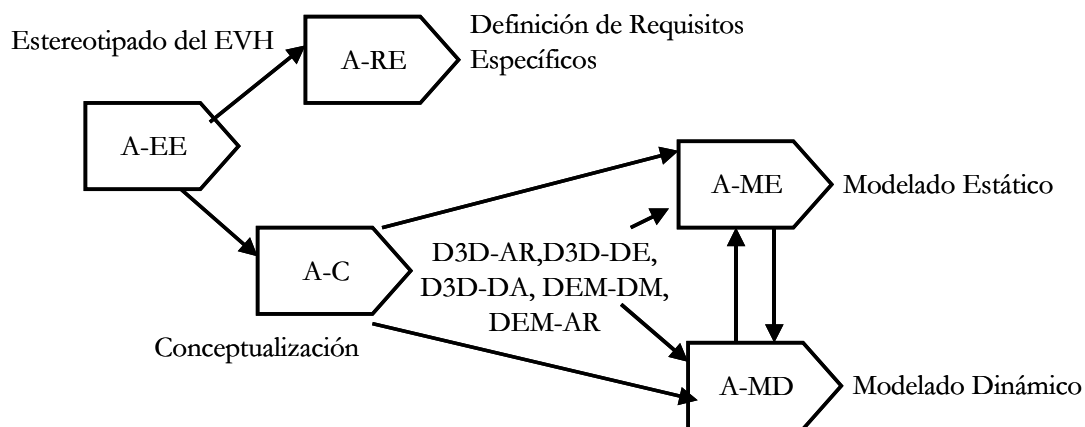 Estereotipado del EVH
A-RE
Definición de Requisitos
Específicos
A-EE
A-ME
Modelado Estático
A-C
D3D-AR,D3D-DE,
D3D-DA, DEM-DM,
DEM-AR
Conceptualización
A-MD
Modelado Dinámico